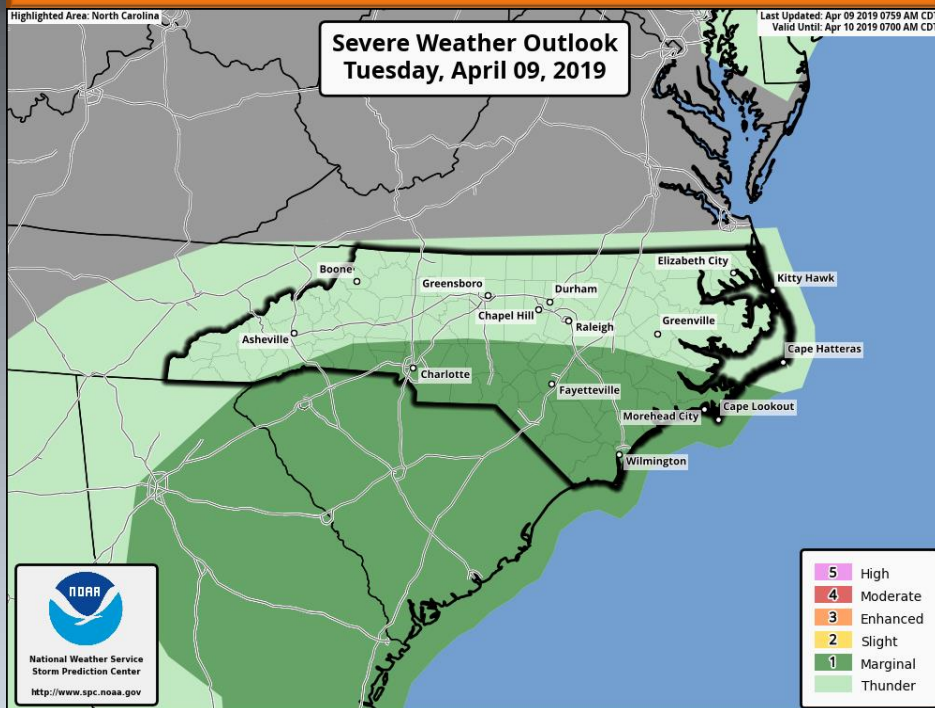 Highlighted Area: North Carolina
Last Updated: Apr 09 2019 0759 AM CDT
Valid Until: Apr 10 2019 0700 AM CDT
Severe Weather Outlook
Tuesday, April 09, 2019
Elizabeth City
Boone
Kitty Hawk
Greensboro
Durham
Chapel Hill
Raleigh
Greenville
Asheville
Cape Hatteras
Charlotte
Fayetteville
Cape Lookout
Morehead City
Wilmington
NOAA
National Weather Service
Storm Prediction Center
http://www.spc.noaa.gov
5 High
4 Moderate
3 Enhanced
2 Slight
1 Marginal
Thunder